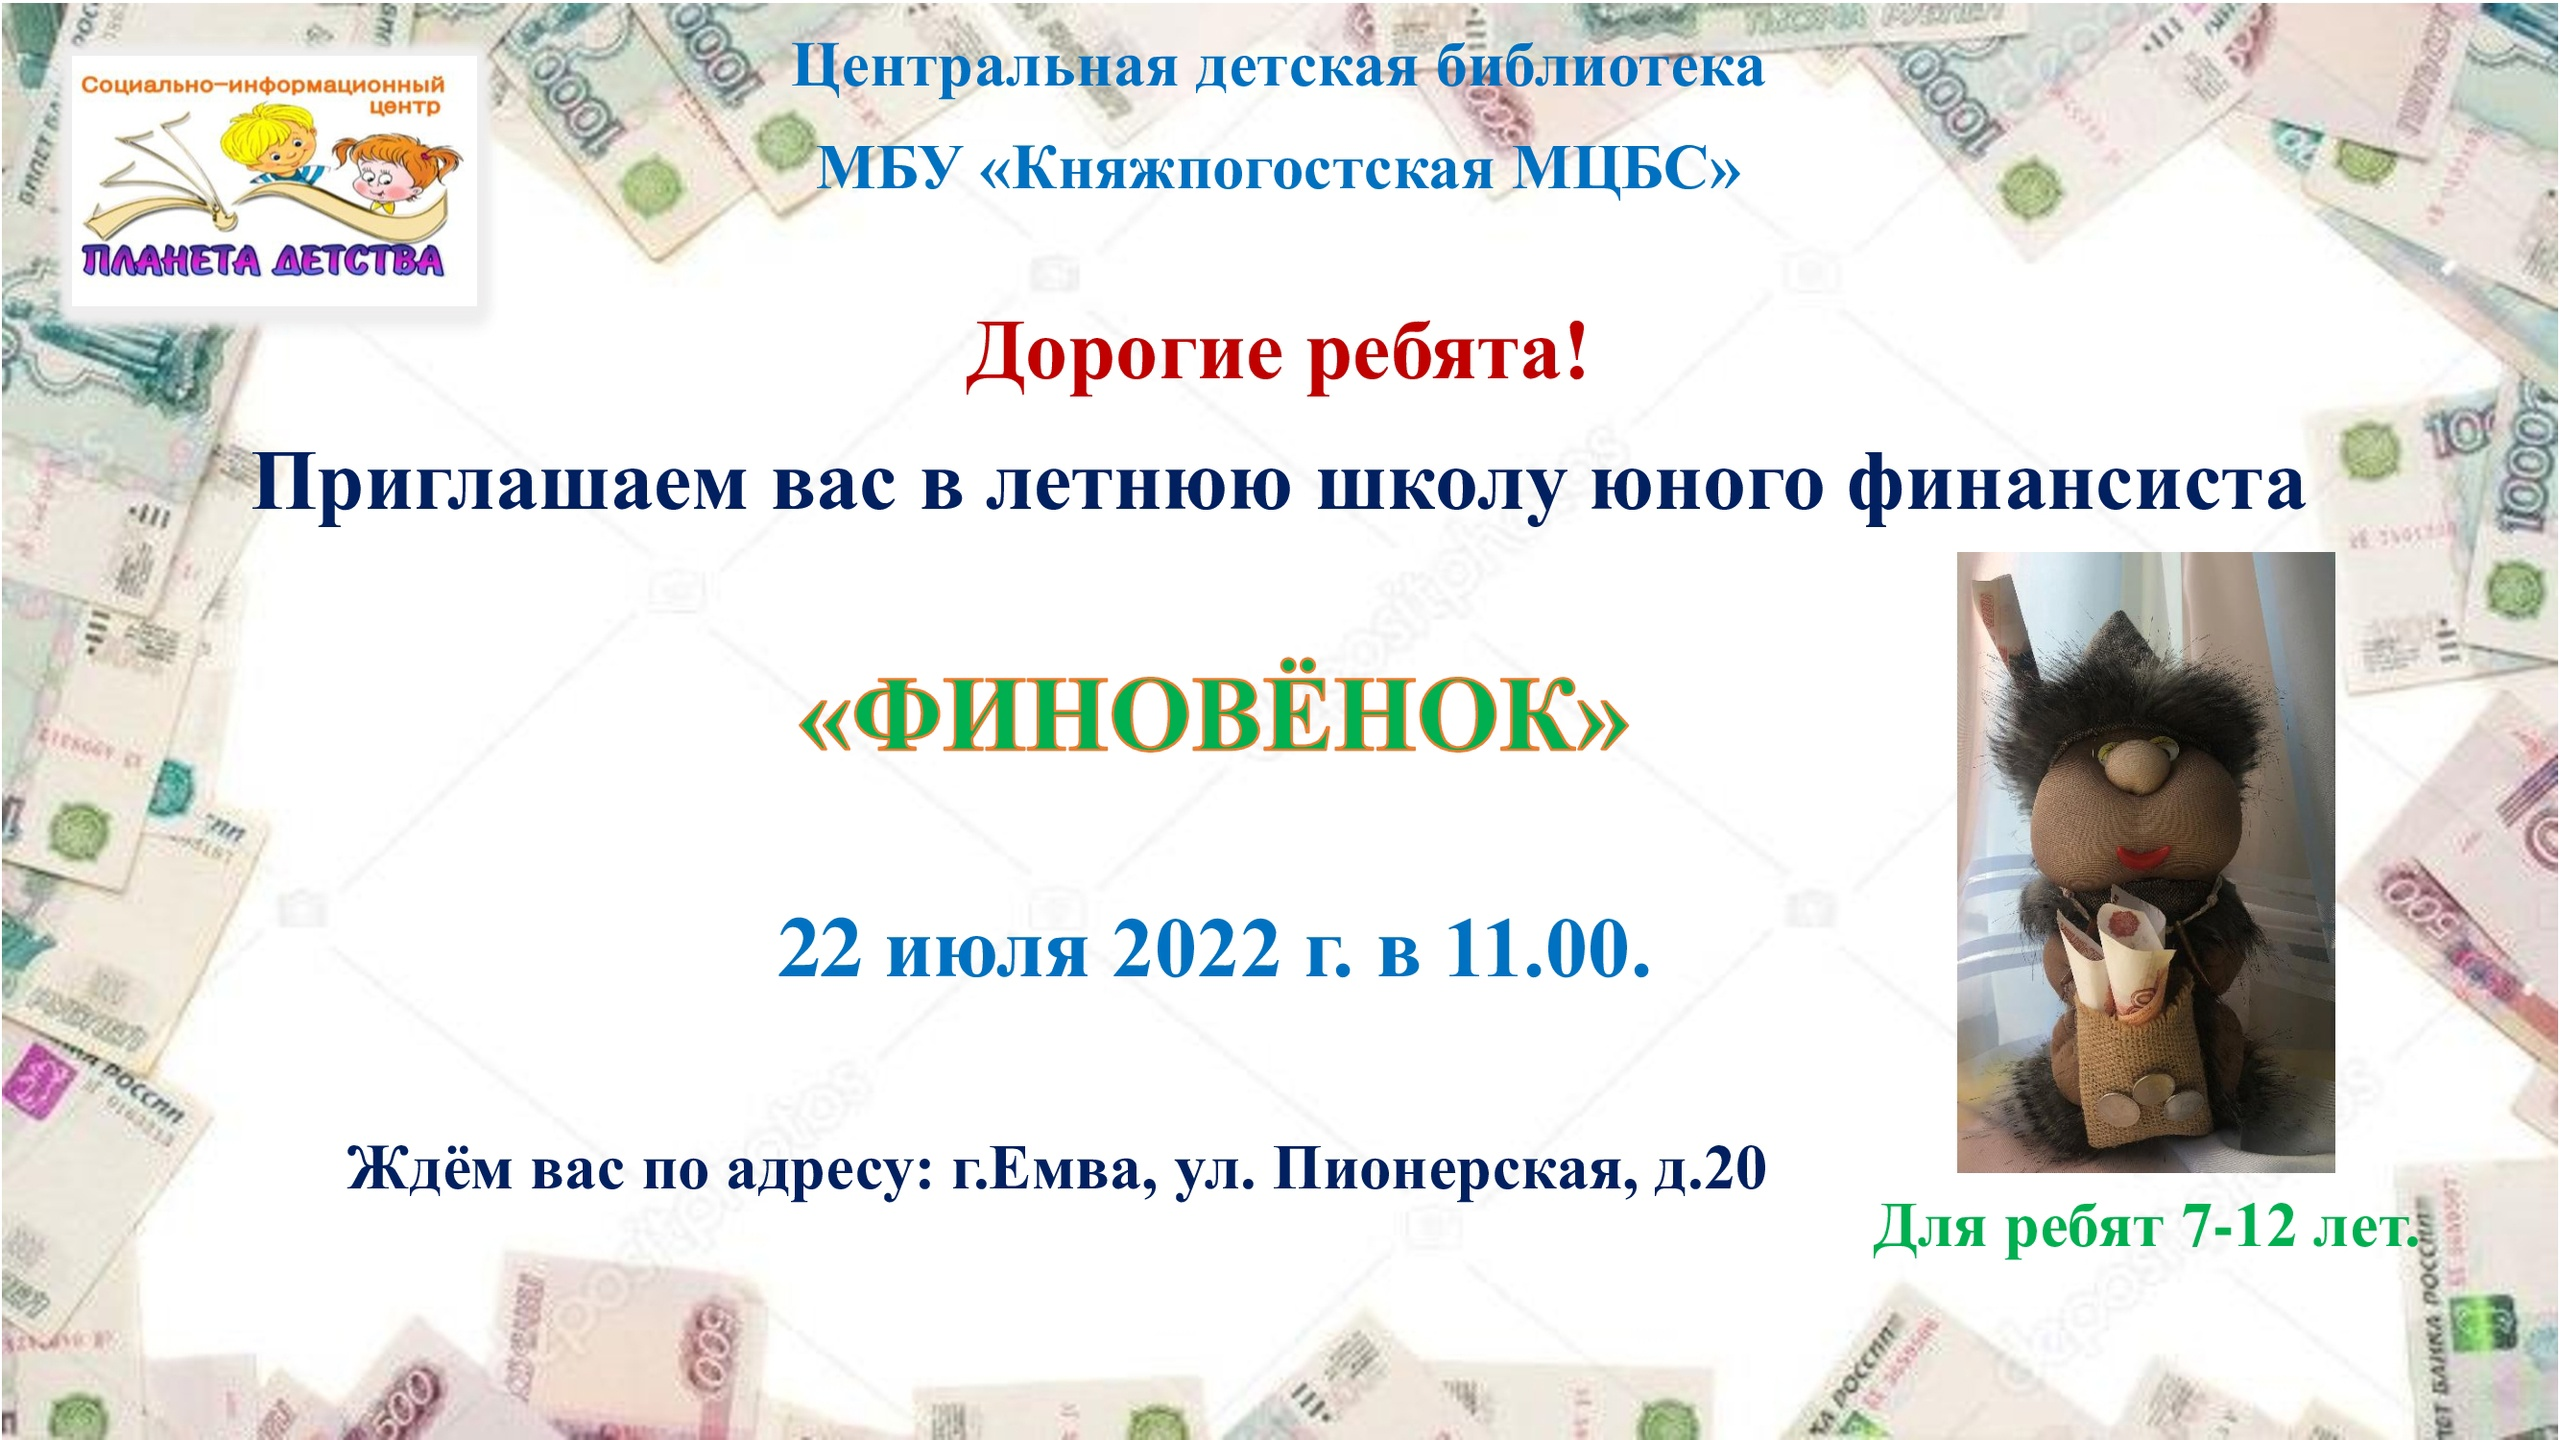 Социально-информационный
центр
ПЛАНЕТА ДЕТСТВА
Центральная детская библиотека
МБУ «Княжпогостская МЦБС»
Дорогие ребята!
Приглашаем вас в летнюю школу юного финансиста
«ФИНОВЁНОК»
22 июля 2022 г. в 11.00.
Ждём вас по адресу: г.Емва, ул. Пионерская, д.20
Для ребят 7-12 лет.